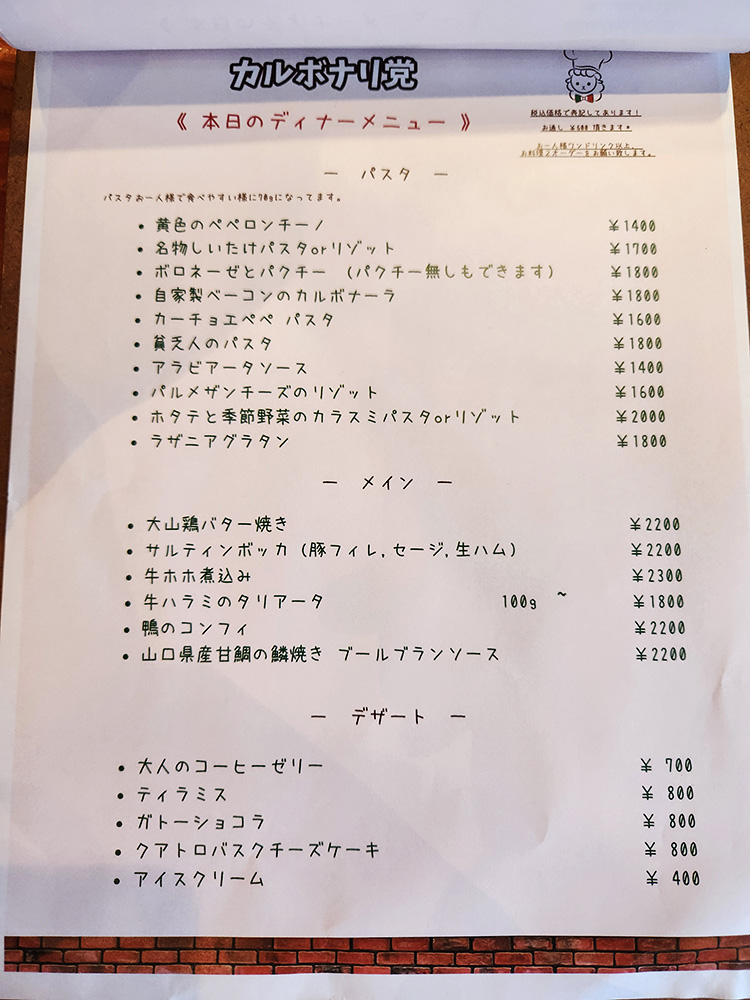 カルボナリ党
《 本日のディナーメニュー 》
税込価格で表記してあります！
お通し ¥600 頂きます。
お一人様ワンドリンク以上、
お料理2オーダーをお願い致します。
― パスタ ―
パスタお一人様で食べやすい様に70gになってます。
• 黄色のペペロンチーノ ¥1400
• 名物しいたけパスタorリゾット ¥1700
• ボロネーゼとパクチー (パクチー無しもできます) ¥1800
• 自家製ベーコンのカルボナーラ ¥1800
• カーチョエペペ パスタ ¥1600
• 貧乏人のパスタ ¥1800
• アラビアータソース ¥1400
• パルメザンチーズのリゾット ¥1600
• ホタテと季節野菜のカラスミパスタorリゾット ¥2000
• ラザニアグラタン ¥1800
― メイン ―
• 大山鶏バター焼き ¥2200
• サルティンボッカ (豚フィレ,セージ,生ハム) ¥2200
• 牛ホホ煮込み ¥2300
• 牛ハラミのタリアータ 100g ~ ¥1800
• 鴨のコンフィ ¥2200
• 山口県産甘鯛の鱗焼き ブールブランソース ¥2200
― デザート ―
• 大人のコーヒーゼリー ¥ 700
• ティラミス ¥ 800
• ガトーショコラ ¥ 800
• クアトロバスクチーズケーキ ¥ 800
• アイスクリーム ¥ 400